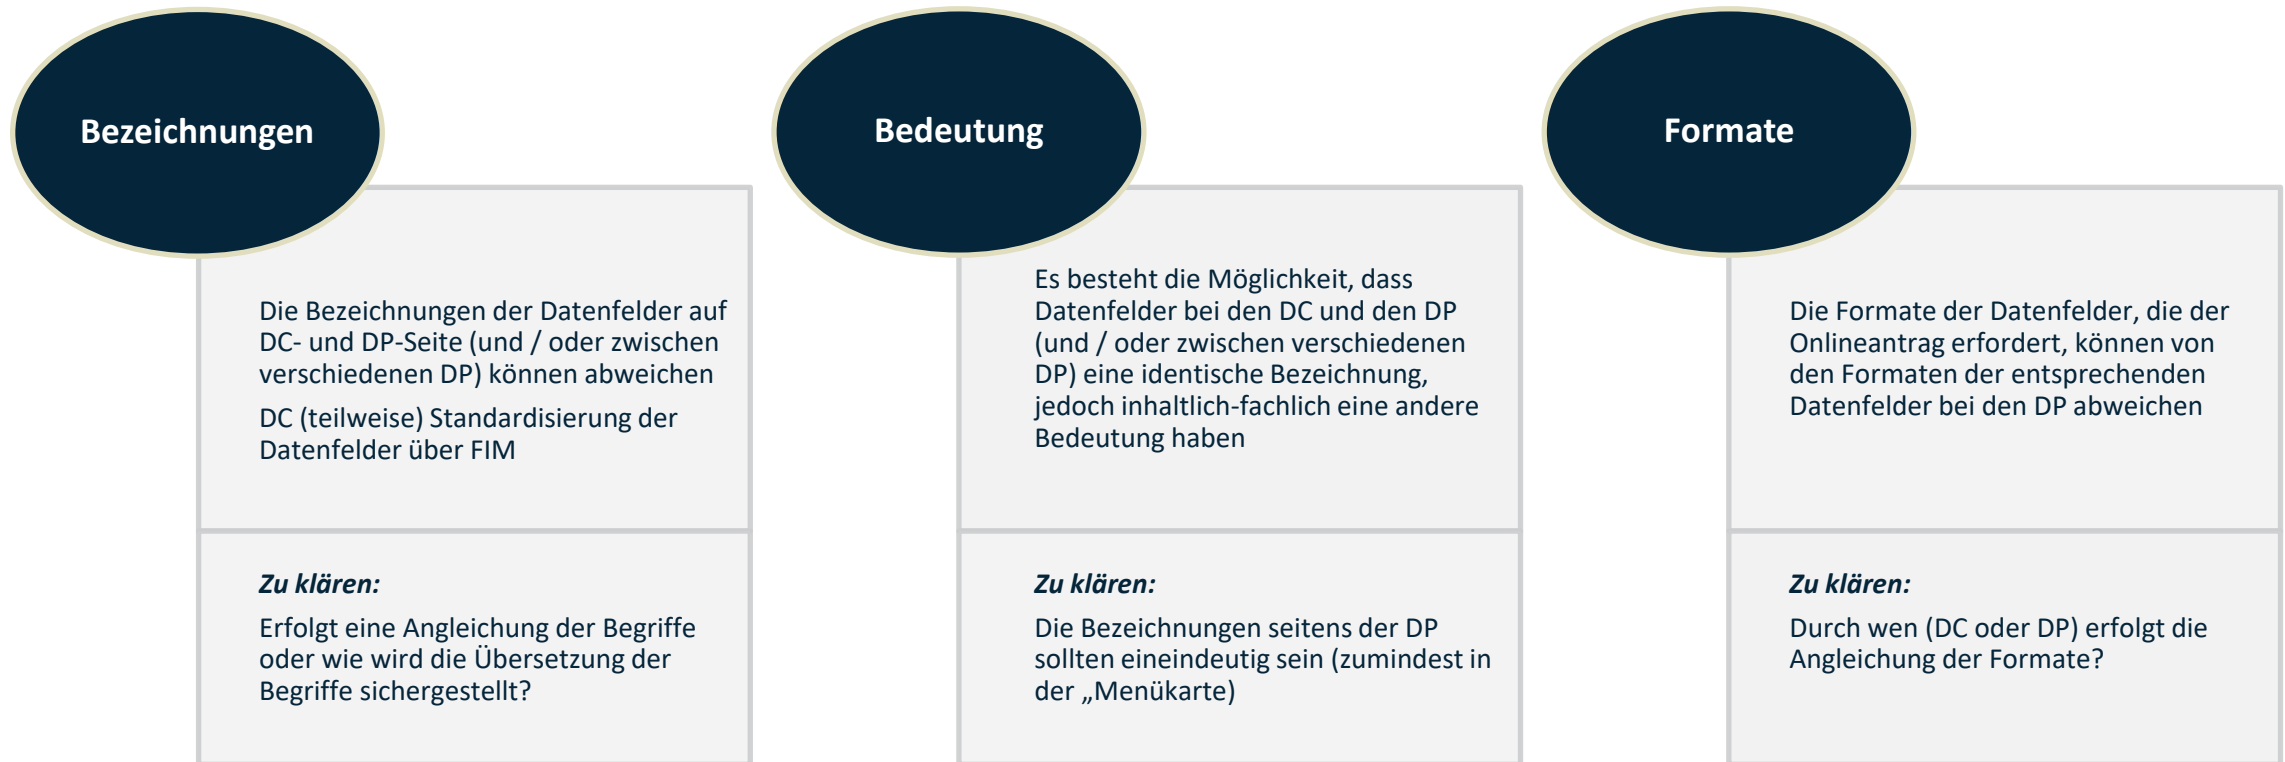 Bezeichnungen
Die Bezeichnungen der Datenfelder auf
DC- und DP-Seite (und / oder zwischen
verschiedenen DP) können abweichen
DC (teilweise) Standardisierung der
Datenfelder über FIM
Zu klären:
Erfolgt eine Angleichung der Begriffe
oder wie wird die Übersetzung der
Begriffe sichergestellt?
Bedeutung
Es besteht die Möglichkeit, dass
Datenfelder bei den DC und den DP
(und / oder zwischen verschiedenen
DP) eine identische Bezeichnung,
jedoch inhaltlich-fachlich eine andere
Bedeutung haben
Zu klären:
Die Bezeichnungen seitens der DP
sollten eineindeutig sein (zumindest in
der „Menükarte)
Formate
Die Formate der Datenfelder, die der
Onlineantrag erfordert, können von
den Formaten der entsprechenden
Datenfelder bei den DP abweichen
Zu klären:
Durch wen (DC oder DP) erfolgt die
Angleichung der Formate?